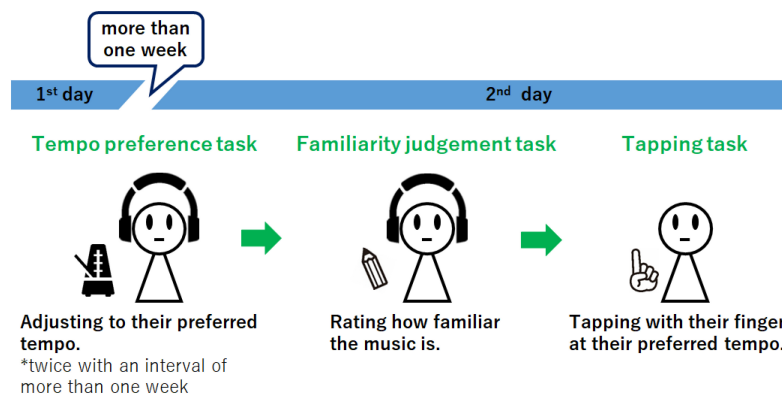 more than
one week
1st day
2nd day
Tempo preference task
Familiarity judgement task
Tapping task
Adjusting to their preferred
tempo.
*twice with an interval of
more than one week
Rating how familiar
the music is.
Tapping with their finger
at their preferred tempo.